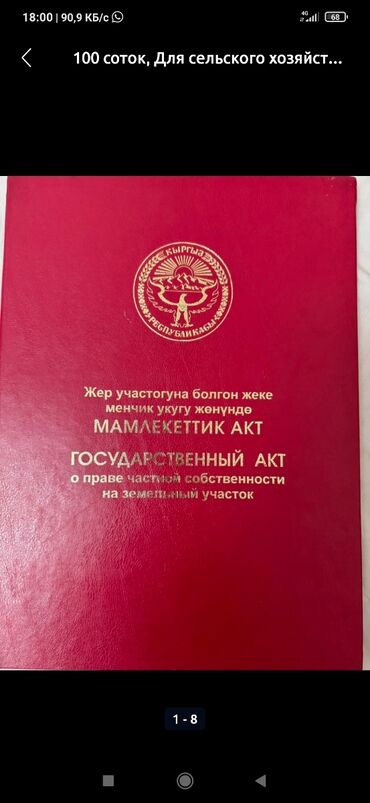 18:00 | 90,9 КБ/с
4G
68
100 соток, Для сельского хозяйст...
КЫРГЫЗ
РЕСПУБЛИКАСЫ
Жер участогуна болгон жеке
менчик укугу жөнүндө
МАМЛЕКЕТТИК АКТ
ГОСУДАРСТВЕННЫЙ АКТ
о праве частной собственности
на земельный участок
1 - 8